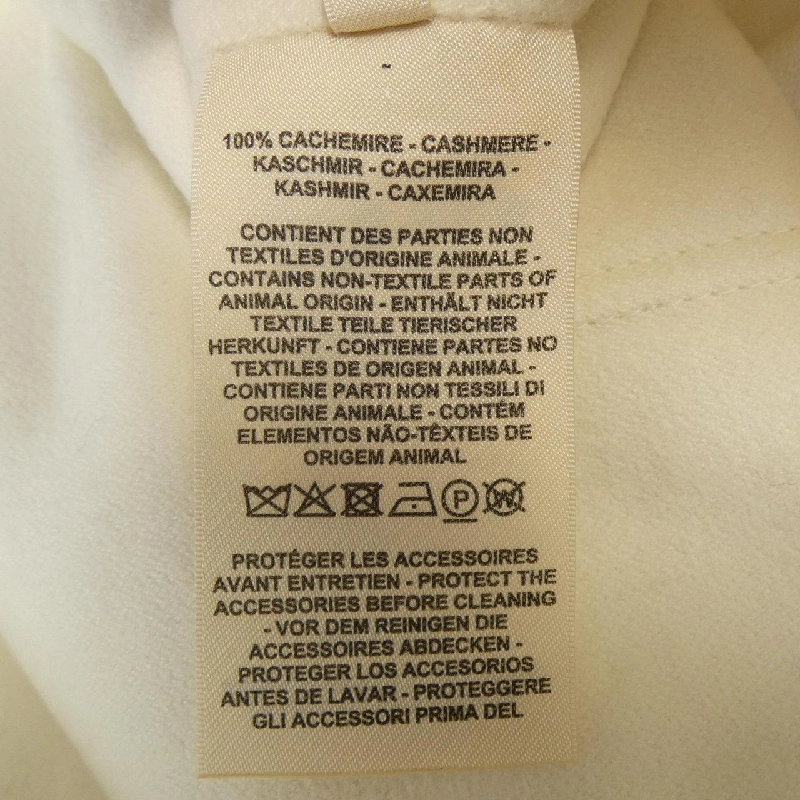 100% CACHEMIRE - CASHMERE -
KASCHMIR - CACHEMIRA -
KASHMIR - CAXEMIRA
CONTIENT DES PARTIES NON
TEXTILES D'ORIGINE ANIMALE -
CONTAINS NON-TEXTILE PARTS OF
ANIMAL ORIGIN - ENTHÄLT NICHT
TEXTILE TEILE TIERISCHER
HERKUNFT - CONTIENE PARTES NO
TEXTILES DE ORIGEN ANIMAL -
CONTIENE PARTI NON TESSILI DI
ORIGINE ANIMALE - CONTÉM
ELEMENTOS NÃO-TÊXTEIS DE
ORIGEM ANIMAL
P W
PROTÉGER LES ACCESSOIRES
AVANT ENTRETIEN - PROTECT THE
ACCESSORIES BEFORE CLEANING
- VOR DEM REINIGEN DIE
ACCESSOIRES ABDECKEN -
PROTEGER LOS ACCESORIOS
ANTES DE LAVAR - PROTEGGERE
GLI ACCESSORI PRIMA DEL